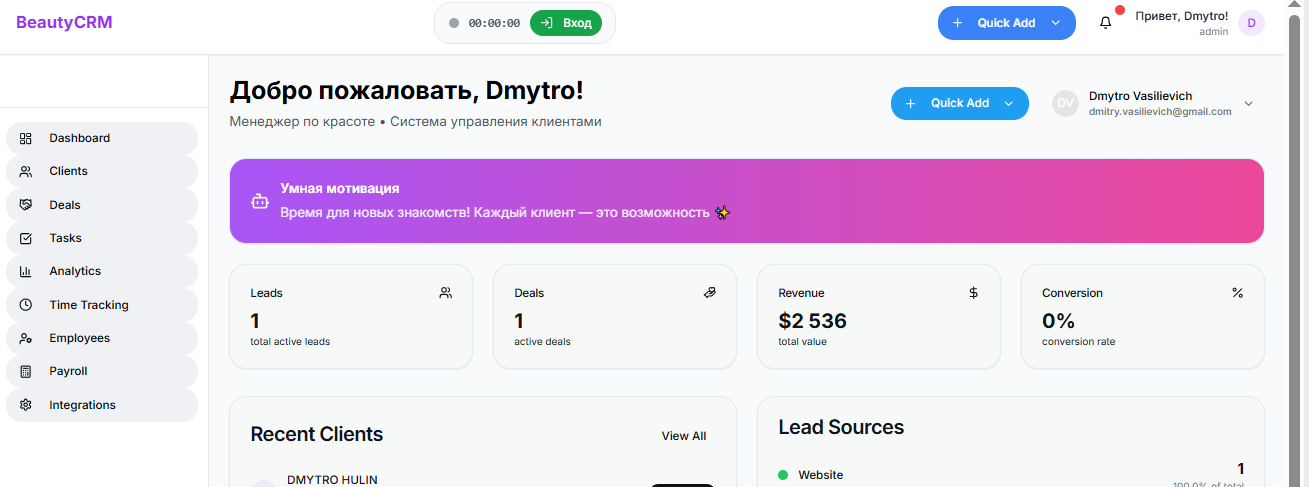 BeautyCRM
00:00:00
Вход
Quick Add
Привет, Dmytro!
admin
D
Добро пожаловать, Dmytro!
Менеджер по красоте • Система управления клиентами
Quick Add
DV
Dmytro Vasilievich
dmitry.vasilievich@gmail.com
Dashboard
Clients
Deals
Tasks
Analytics
Time Tracking
Employees
Payroll
Integrations
Умная мотивация
Время для новых знакомств! Каждый клиент — это возможность ✨
Leads
1
total active leads
Deals
1
active deals
Revenue
$2 536
total value
Conversion
0%
conversion rate
Recent Clients
View All
DMYTRO HULIN
Lead Sources
Website
1
100.0% of total